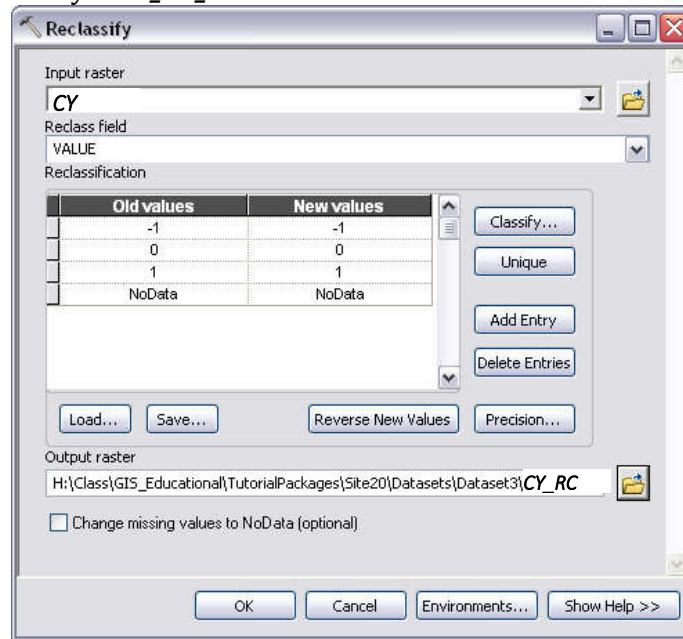 Reclassify
Input raster
CY
Reclass field
VALUE
Reclassification
Old values New values
-1 -1
0 0
1 1
NoData NoData
Classify...
Unique
Add Entry
Delete Entries
Load... Save... Reverse New Values Precision...
Output raster
H:\Class\GIS_Educational\TutorialPackages\Site20\Datasets\Dataset3\CY_RC
Change missing values to NoData (optional)
OK Cancel Environments... Show Help >>